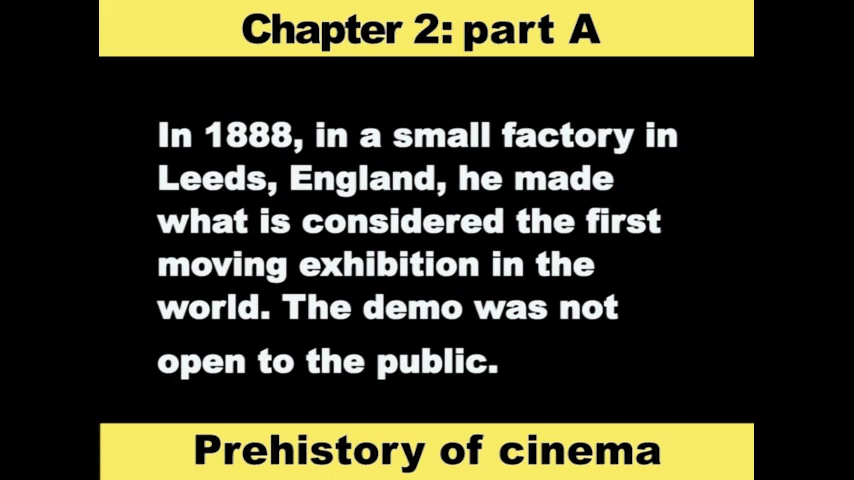 Chapter 2: part A
In 1888, in a small factory in
Leeds, England, he made
what is considered the first
moving exhibition in the
world. The demo was not
open to the public.
Prehistory of cinema